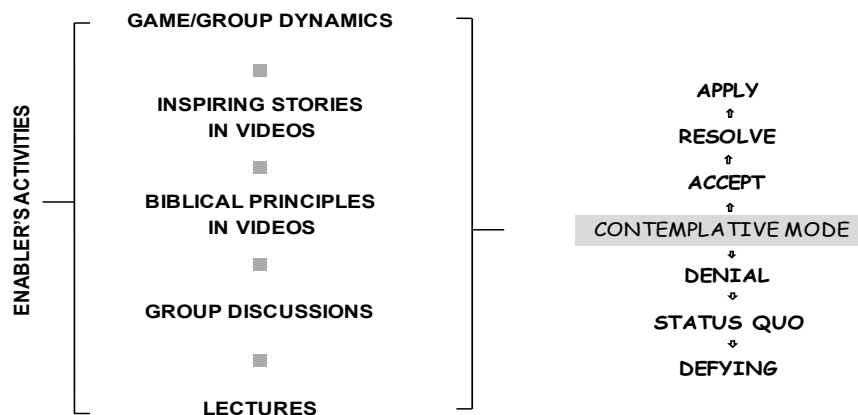 ENABLER'S ACTIVITIES
GAME/GROUP DYNAMICS
INSPIRING STORIES
IN VIDEOS
BIBLICAL PRINCIPLES
IN VIDEOS
GROUP DISCUSSIONS
LECTURES
APPLY
RESOLVE
ACCEPT
CONTEMPLATIVE MODE
DENIAL
STATUS QUO
DEFYING